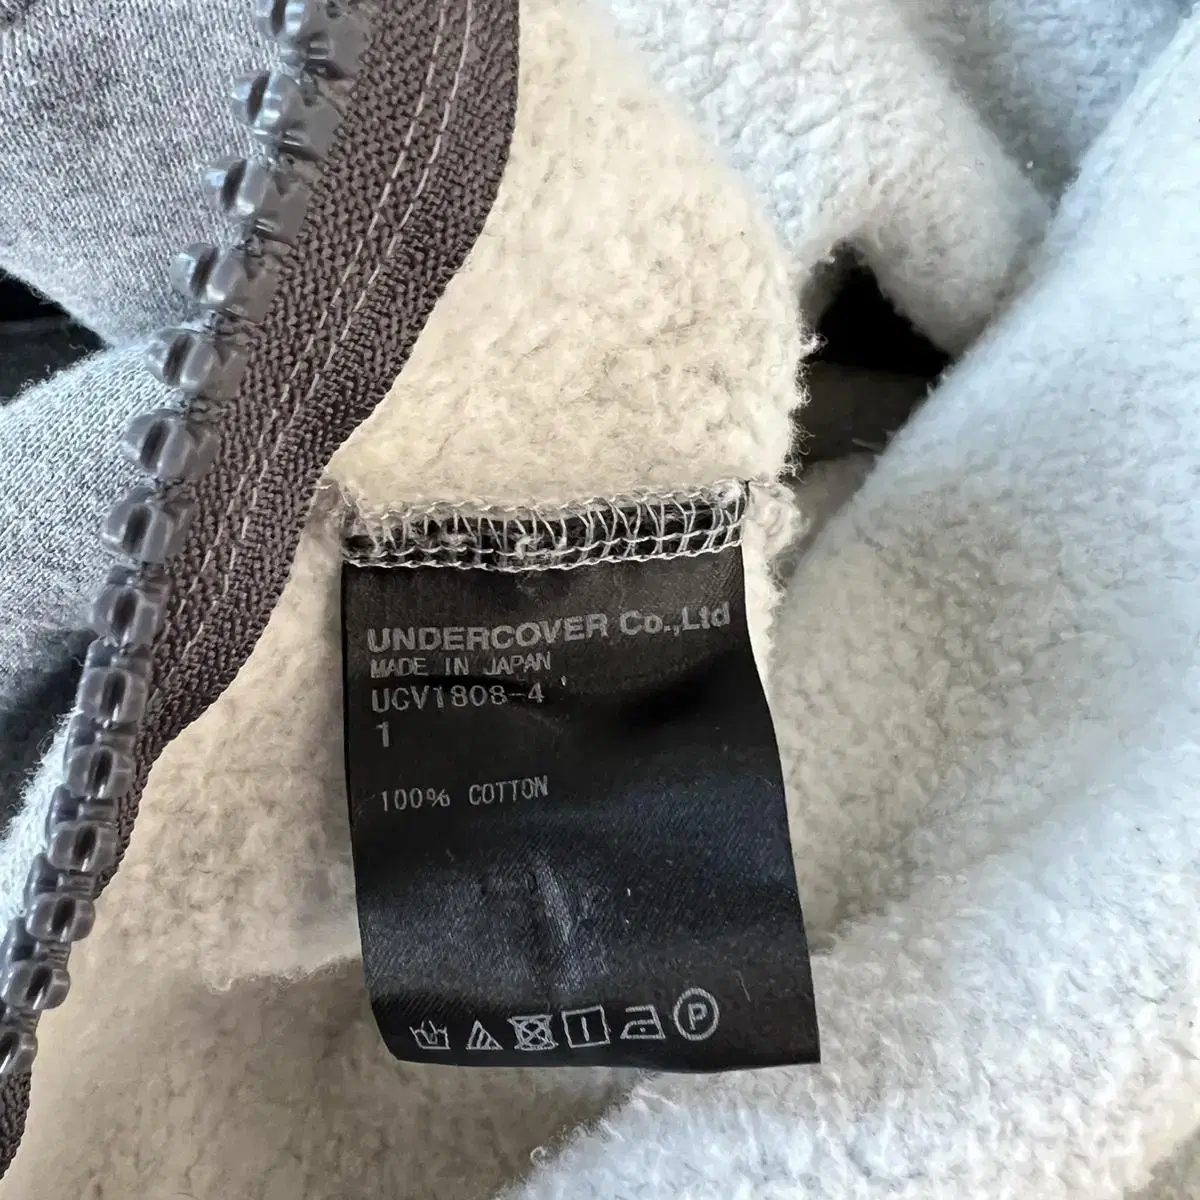 UNDERCOVER Co.,Ltd
MADE IN JAPAN
UCV1808-4
1
100% COTTON
P